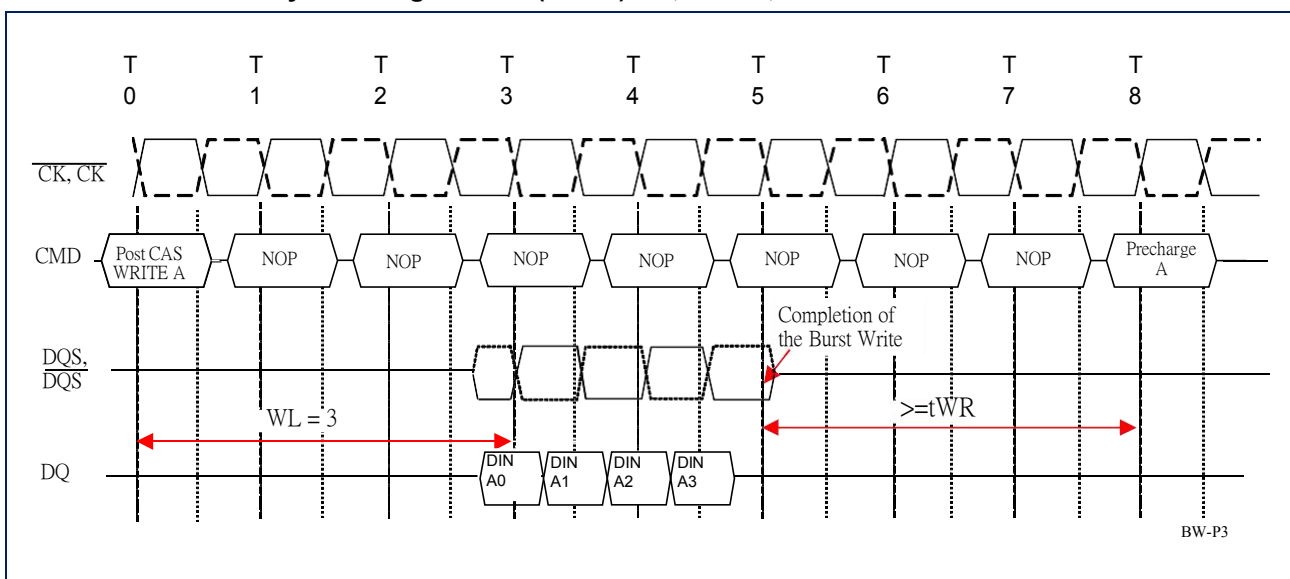 T T T T T T T T T
0 1 2 3 4 5 6 7 8
CK, CK
CMD
Post CAS
WRITE A
NOP
NOP
NOP
NOP
NOP
NOP
NOP
Precharge
A
Completion of
the Burst Write
DQS,
DQS
WL = 3
>=tWR
DQ
DIN
A0
DIN
A1
DIN
A2
DIN
A3
BW-P3